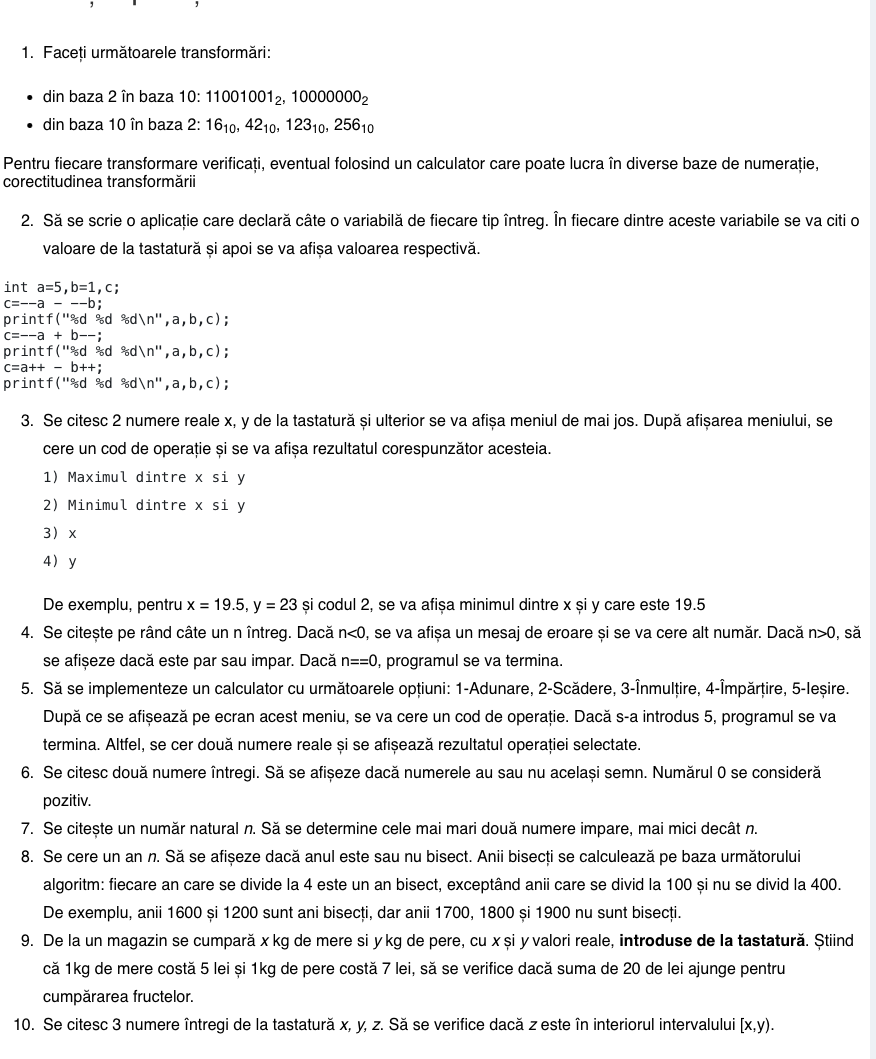 1. Faceți următoarele transformări:
• din baza 2 în baza 10: 11001001₂, 10000000₂
• din baza 10 în baza 2: 16₁₀, 42₁₀, 123₁₀, 256₁₀
Pentru fiecare transformare verificați, eventual folosind un calculator care poate lucra în diverse baze de numerație,
corectitudinea transformării
2. Să se scrie o aplicație care declară câte o variabilă de fiecare tip întreg. În fiecare dintre aceste variabile se va citi o
valoare de la tastatură și apoi se va afișa valoarea respectivă.
int a=5,b=1,c;
c=--a - --b;
printf("%d %d %d\n",a,b,c);
c=--a + b--;
printf("%d %d %d\n",a,b,c);
c=a++ - b++;
printf("%d %d %d\n",a,b,c);
3. Se citesc 2 numere reale x, y de la tastatură și ulterior se va afișa meniul de mai jos. După afișarea meniului, se
cere un cod de operație și se va afișa rezultatul corespunzător acesteia.
1) Maximul dintre x si y
2) Minimul dintre x si y
3) x
4) y
De exemplu, pentru x = 19.5, y = 23 și codul 2, se va afișa minimul dintre x și y care este 19.5
4. Se citește pe rând câte un n întreg. Dacă n<0, se va afișa un mesaj de eroare și se va cere alt număr. Dacă n>0, să
se afișeze dacă este par sau impar. Dacă n==0, programul se va termina.
5. Să se implementeze un calculator cu următoarele opțiuni: 1-Adunare, 2-Scădere, 3-Înmulțire, 4-Împărțire, 5-Ieșire.
După ce se afișează pe ecran acest meniu, se va cere un cod de operație. Dacă s-a introdus 5, programul se va
termina. Altfel, se cer două numere reale și se afișează rezultatul operației selectate.
6. Se citesc două numere întregi. Să se afișeze dacă numerele au sau nu același semn. Numărul 0 se consideră
pozitiv.
7. Se citește un număr natural n. Să se determine cele mai mari două numere impare, mai mici decât n.
8. Se cere un an n. Să se afișeze dacă anul este sau nu bisect. Anii bisecți se calculează pe baza următorului
algoritm: fiecare an care se divide la 4 este un an bisect, exceptând anii care se divid la 100 și nu se divid la 400.
De exemplu, anii 1600 și 1200 sunt ani bisecți, dar anii 1700, 1800 și 1900 nu sunt bisecți.
9. De la un magazin se cumpară x kg de mere si y kg de pere, cu x și y valori reale, introduse de la tastatură. Știind
că 1kg de mere costă 5 lei și 1kg de pere costă 7 lei, să se verifice dacă suma de 20 de lei ajunge pentru
cumpărarea fructelor.
10. Se citesc 3 numere întregi de la tastatură x, y, z. Să se verifice dacă z este în interiorul intervalului [x,y).